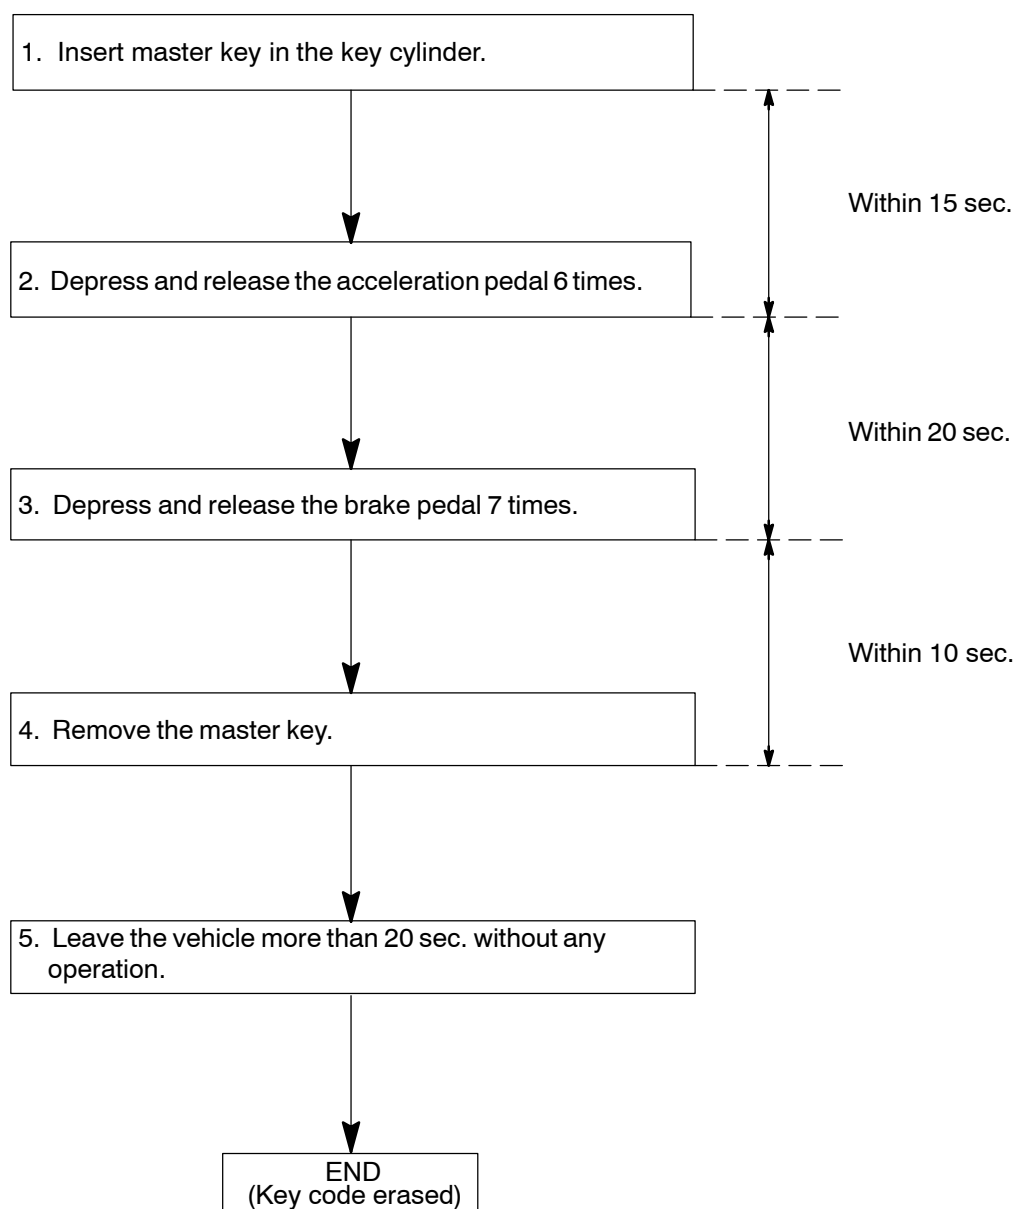 1. Insert master key in the key cylinder.
Within 15 sec.
2. Depress and release the acceleration pedal 6 times.
Within 20 sec.
3. Depress and release the brake pedal 7 times.
Within 10 sec.
4. Remove the master key.
5. Leave the vehicle more than 20 sec. without any
operation.
END
(Key code erased)